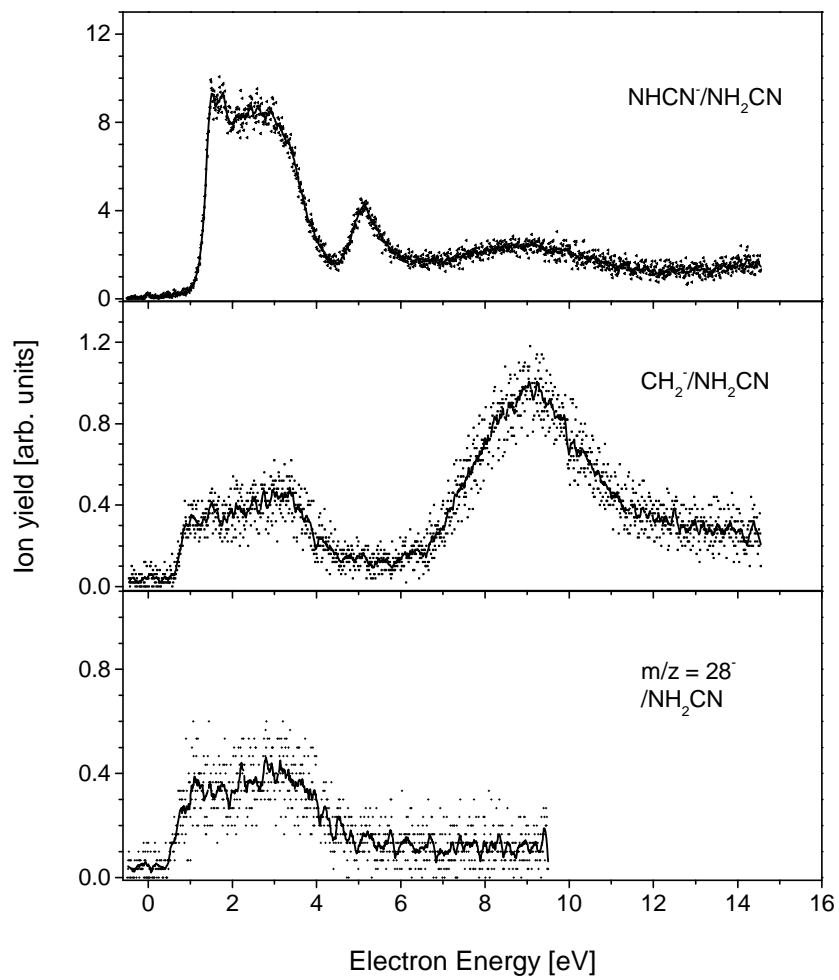 12
8
4
0
NHCN⁻/NH₂CN
1.2
0.8
0.4
0.0
CH₂⁻/NH₂CN
0.8
0.4
0.0
m/z = 28⁻
/NH₂CN
0 2 4 6 8 10 12 14 16
Ion yield [arb. units]
Electron Energy [eV]